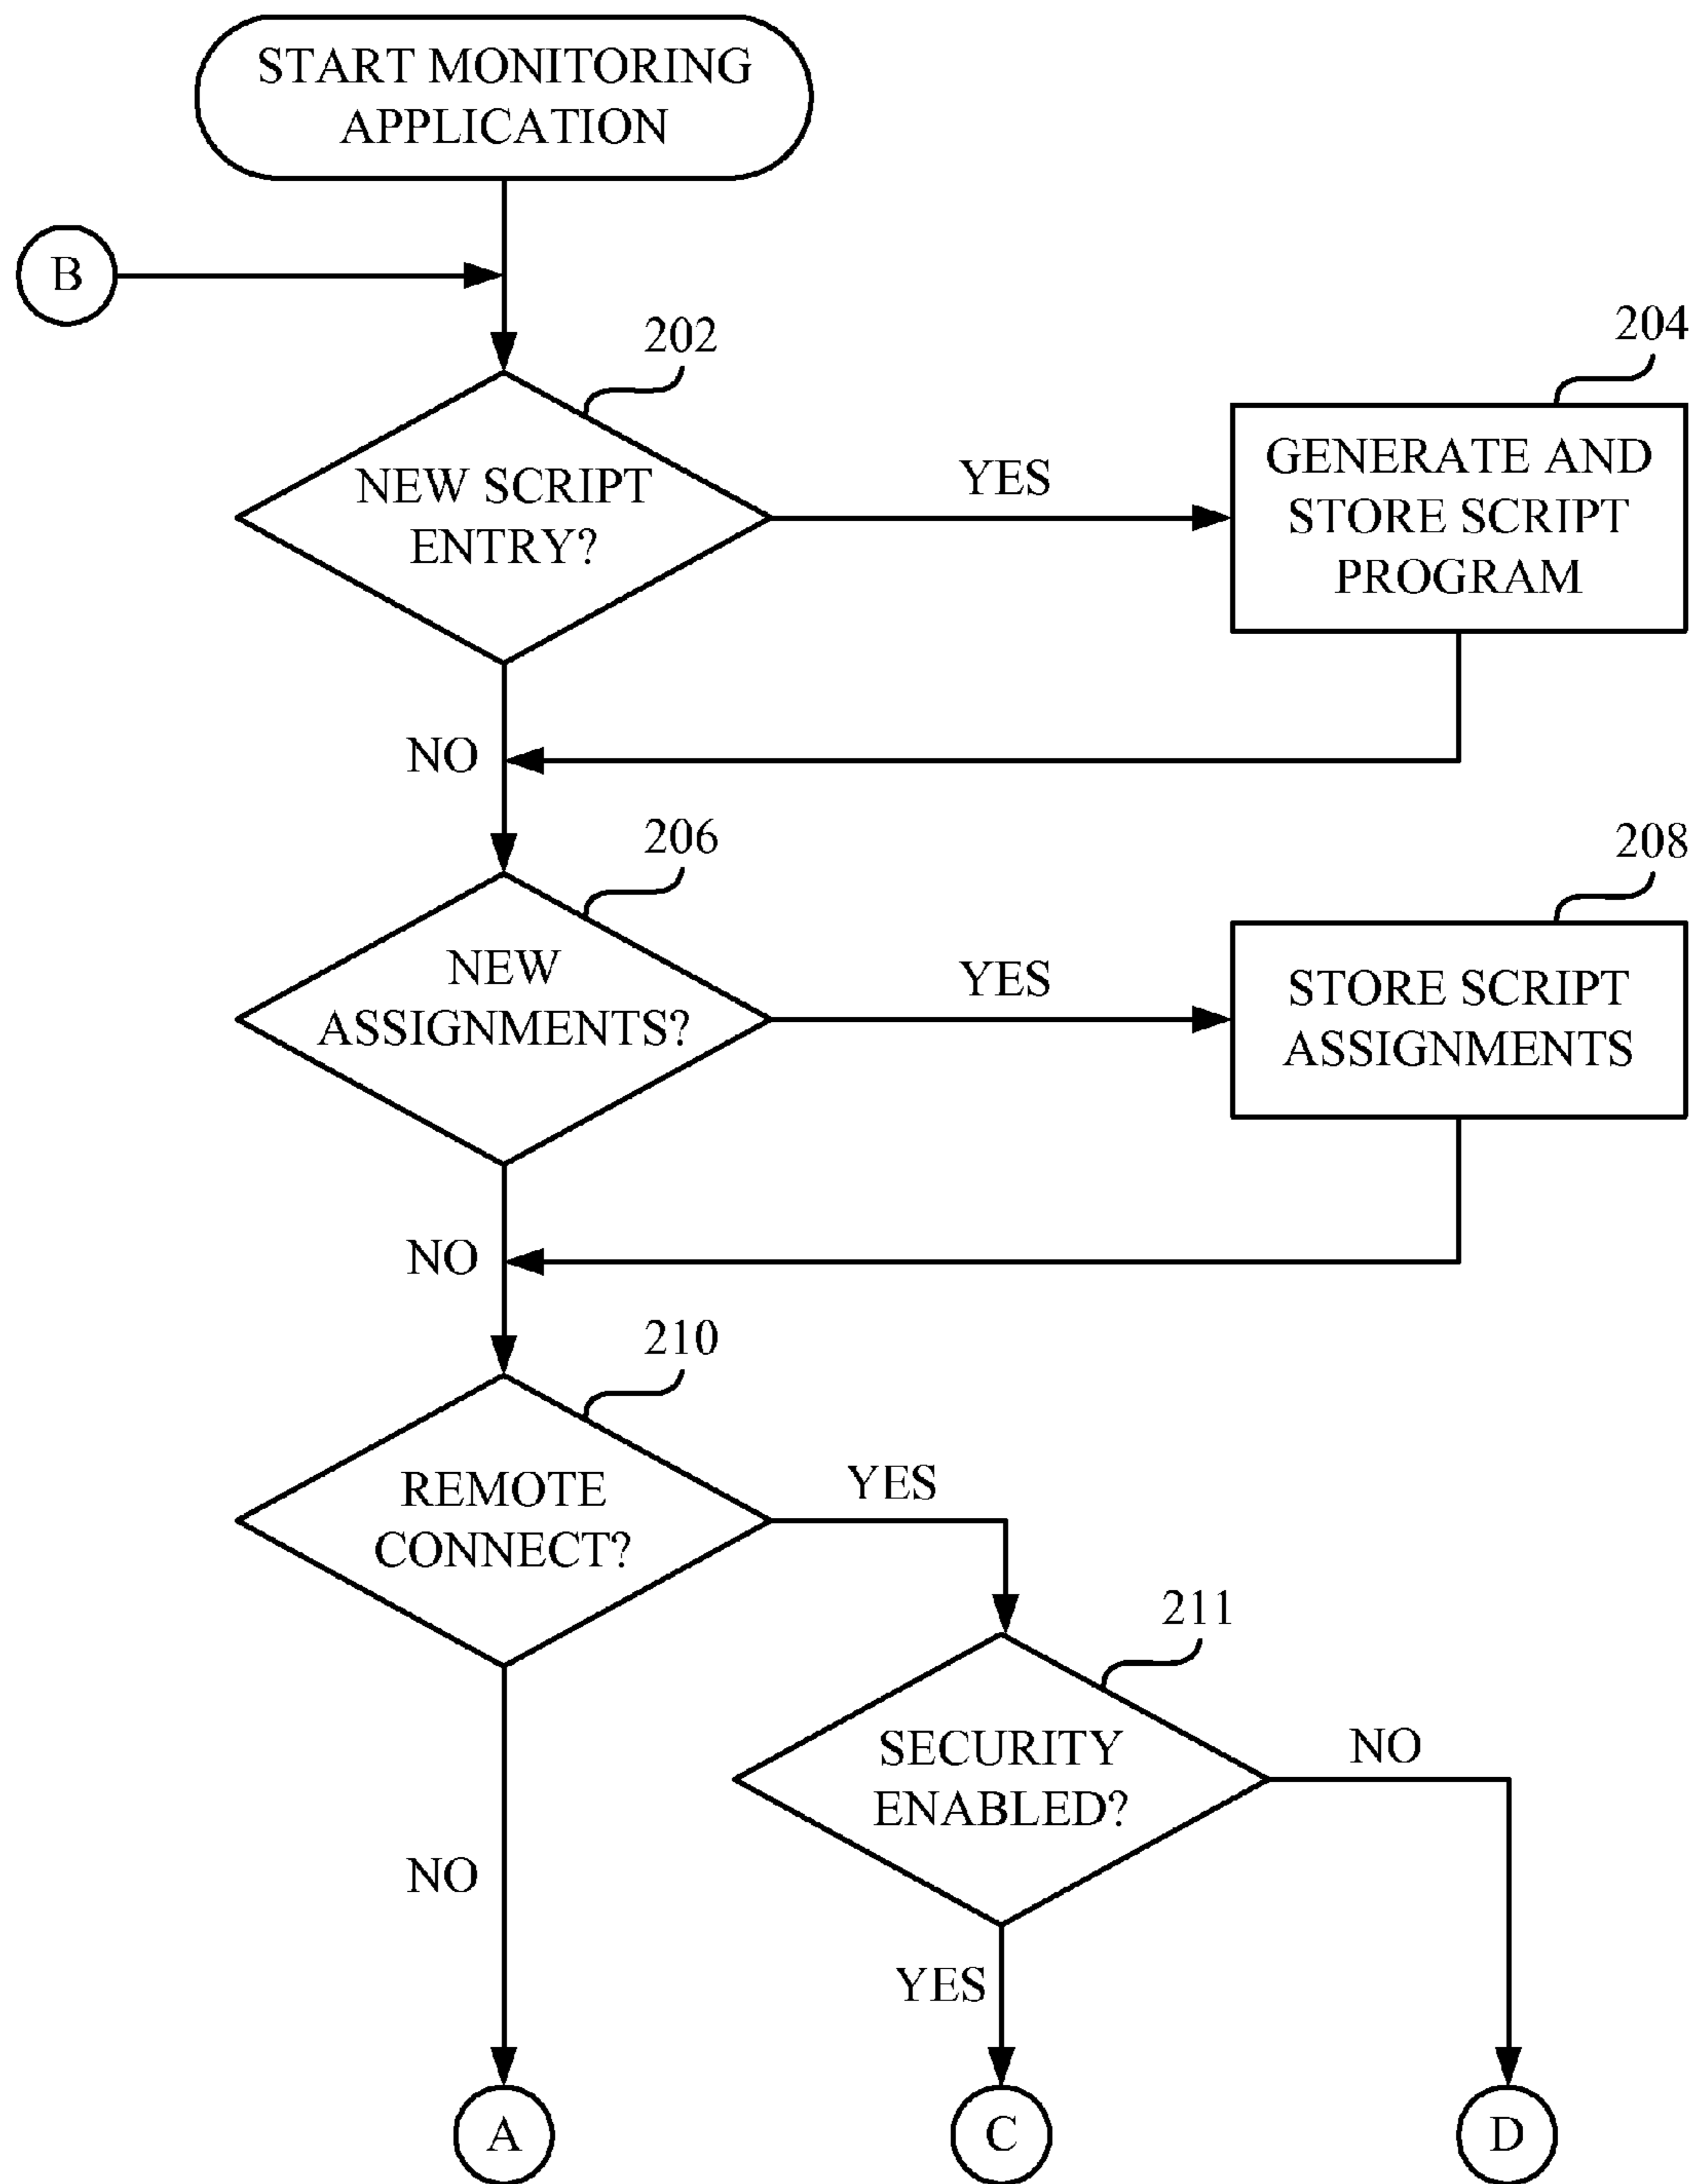 START MONITORING
APPLICATION
B
202
204
NEW SCRIPT
ENTRY?
YES
GENERATE AND
STORE SCRIPT
PROGRAM
NO
206
208
NEW
ASSIGNMENTS?
YES
STORE SCRIPT
ASSIGNMENTS
NO
210
REMOTE
CONNECT?
YES
211
SECURITY
ENABLED?
NO
NO
YES
A
C
D